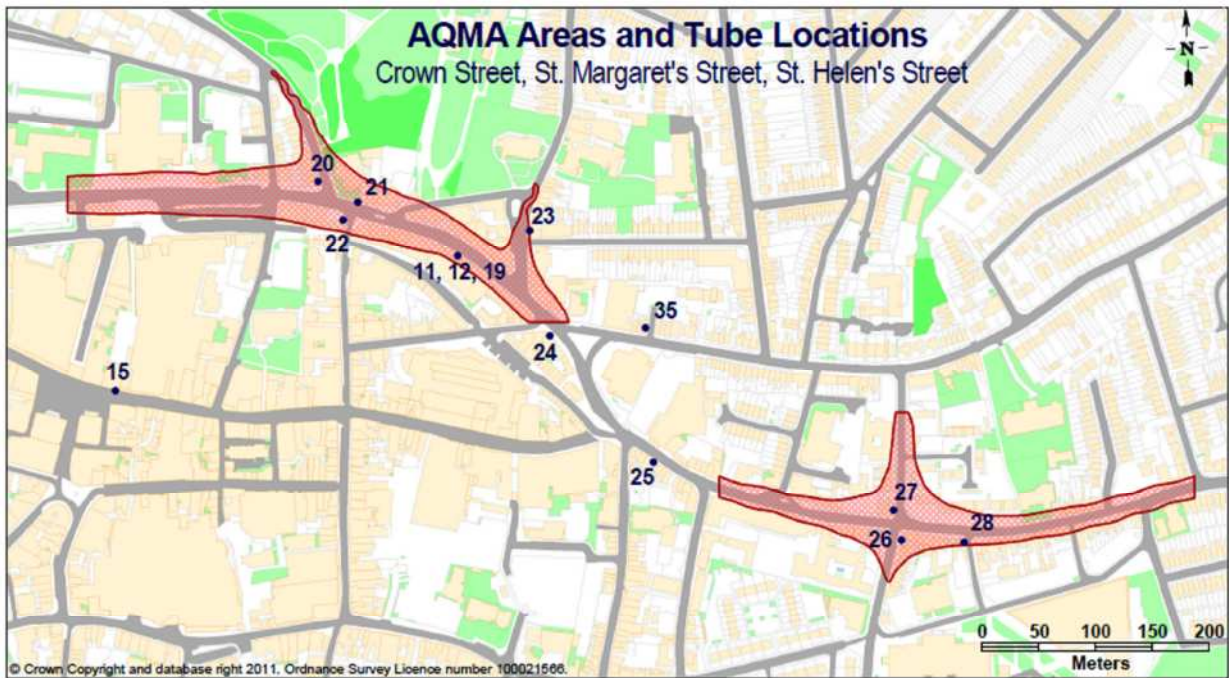 AQMA Areas and Tube Locations
Crown Street, St. Margaret's Street, St. Helen's Street
N
20
21
22
23
11, 12, 19
35
24
15
25
27
28
26
0 50 100 150 200
Meters
© Crown Copyright and database right 2011. Ordnance Survey Licence number 100021566.